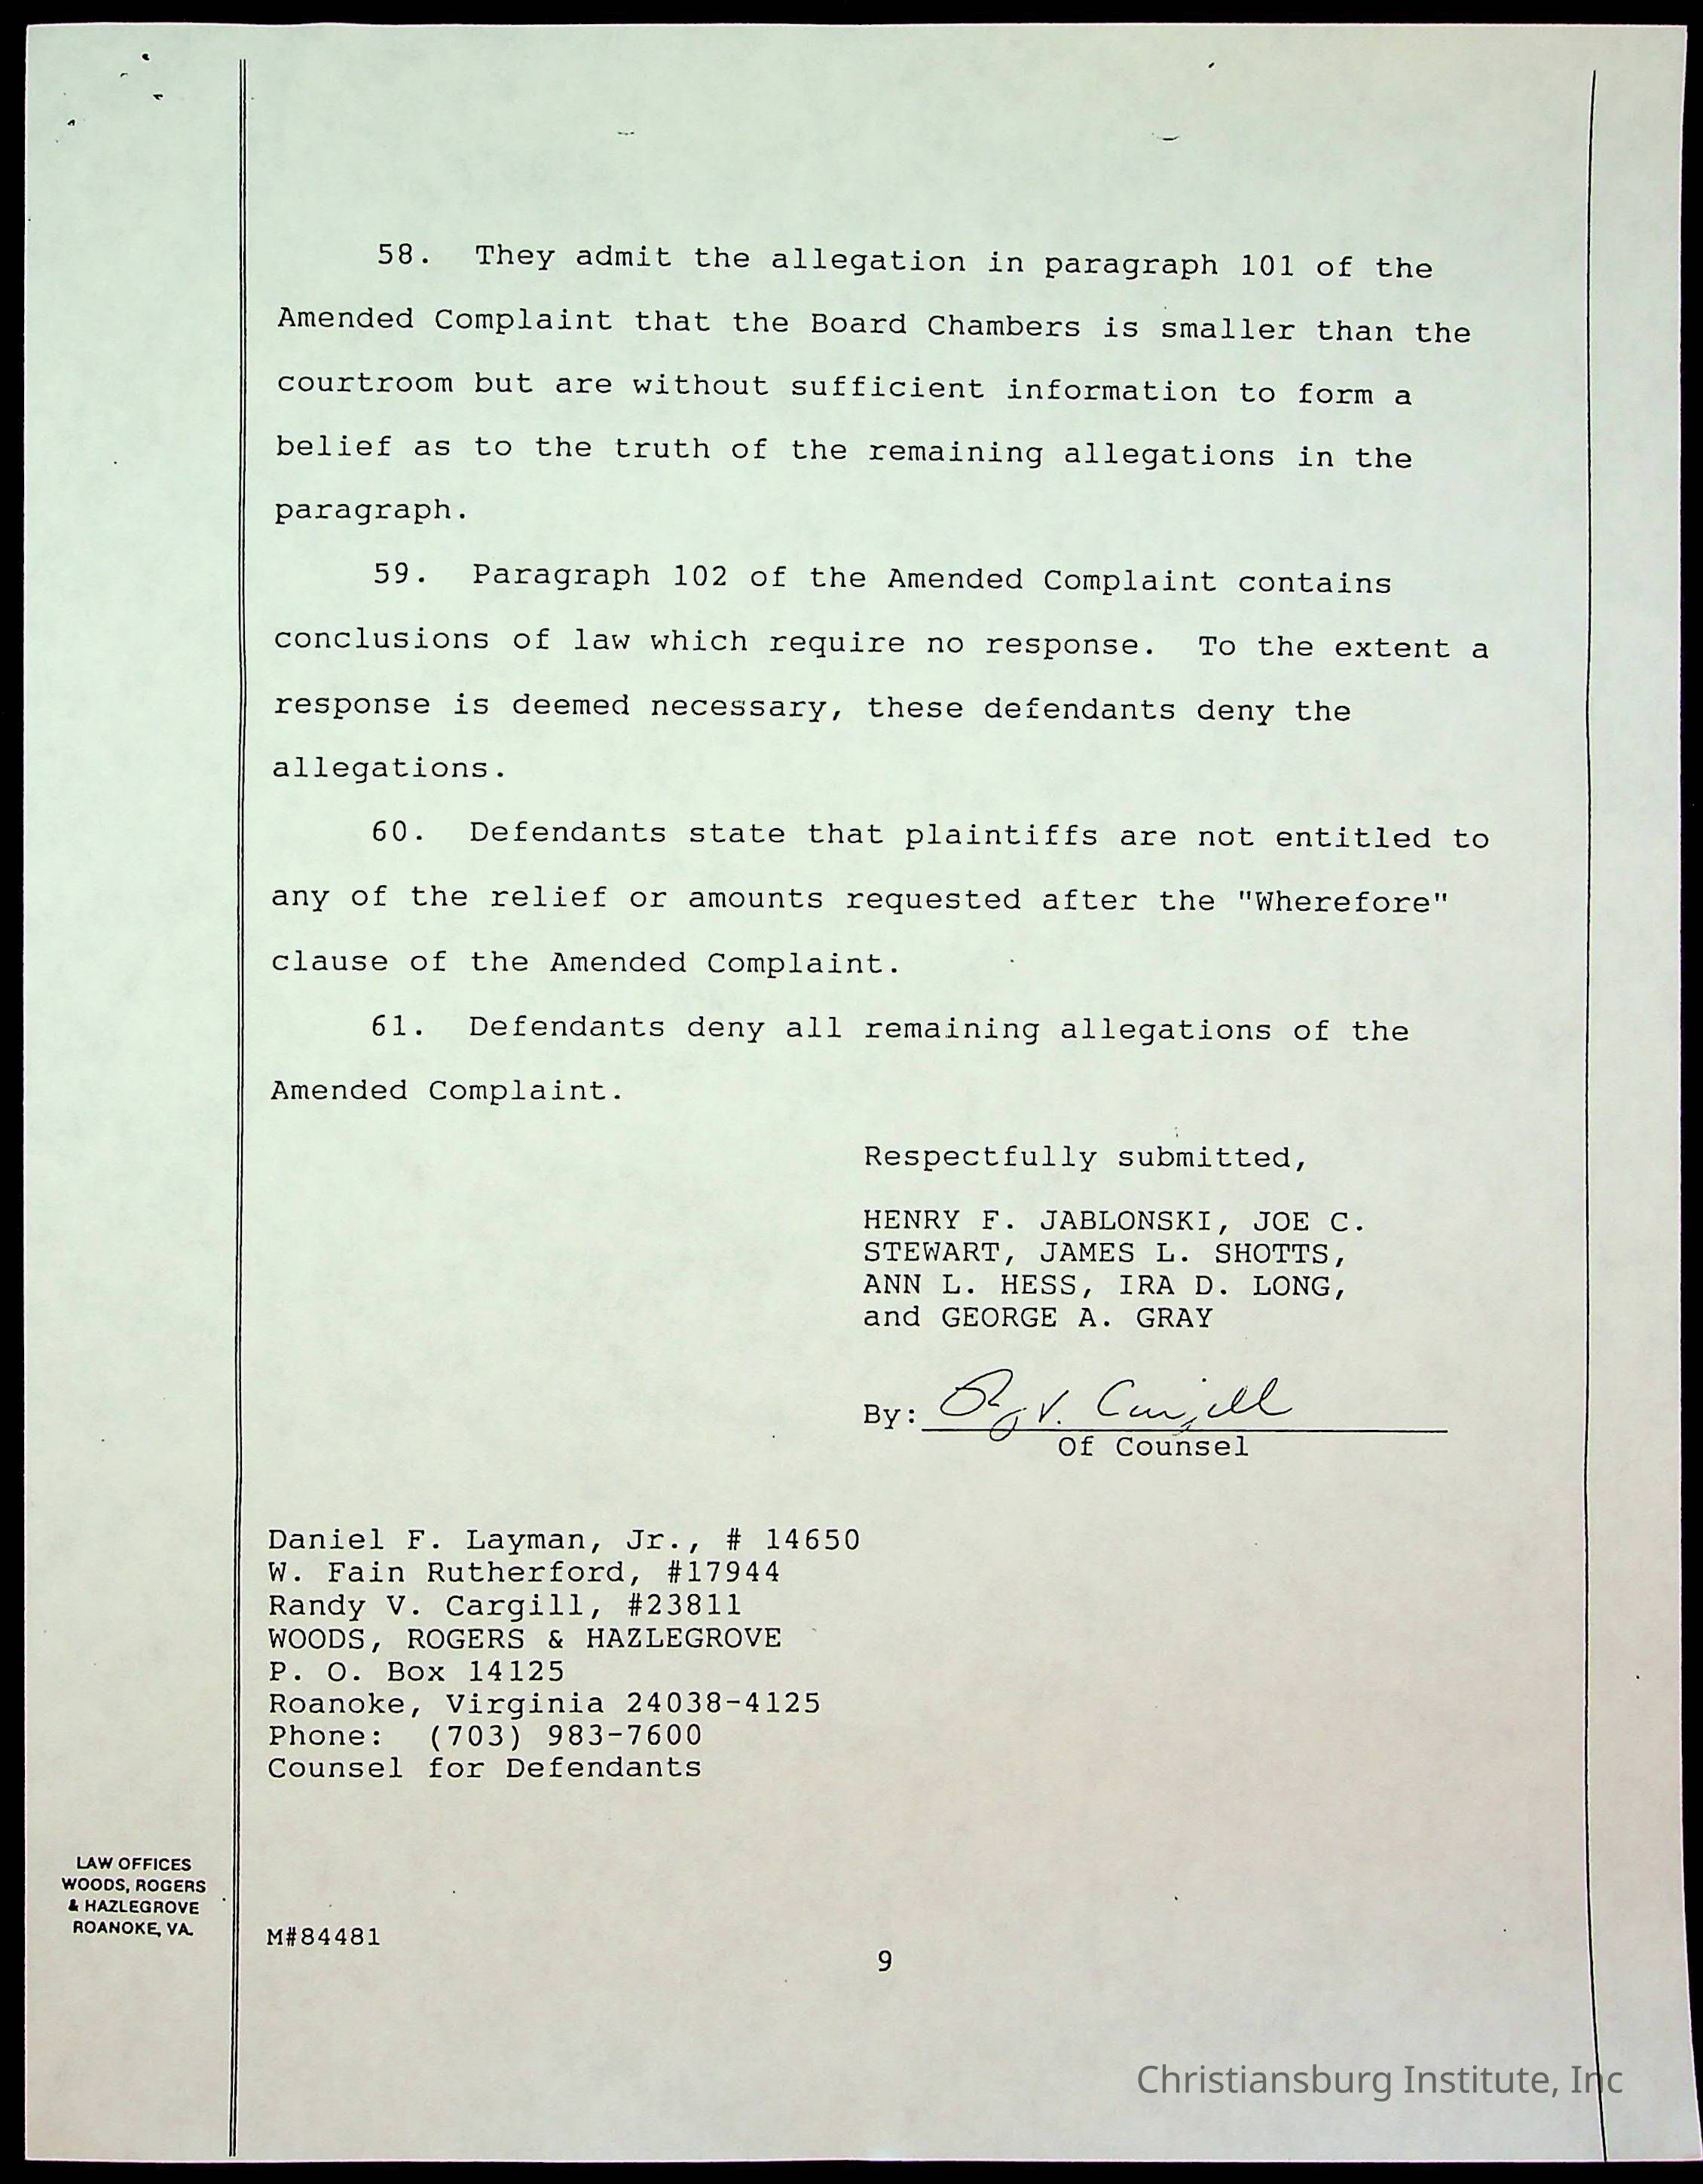 58. They admit the allegation in paragraph 101 of the
Amended Complaint that the Board Chambers is smaller than the
courtroom but are without sufficient information to form a
belief as to the truth of the remaining allegations in the
paragraph.
59. Paragraph 102 of the Amended Complaint contains
conclusions of law which require no response. To the extent a
response is deemed necessary, these defendants deny the
allegations.
60. Defendants state that plaintiffs are not entitled to
any of the relief or amounts requested after the "Wherefore"
clause of the Amended Complaint.
61. Defendants deny all remaining allegations of the
Amended Complaint.
Respectfully submitted,
HENRY F. JABLONSKI, JOE C.
STEWART, JAMES L. SHOTTS,
ANN L. HESS, IRA D. LONG,
and GEORGE A. GRAY
By: V. Cargill
Of Counsel
Daniel F. Layman, Jr., # 14650
W. Fain Rutherford, #17944
Randy V. Cargill, #23811
WOODS, ROGERS & HAZLEGROVE
P. O. Box 14125
Roanoke, Virginia 24038-4125
Phone: (703) 983-7600
Counsel for Defendants
LAW OFFICES
WOODS, ROGERS
& HAZLEGROVE
ROANOKE, VA.
M#84481
9
Christiansburg Institute, Inc